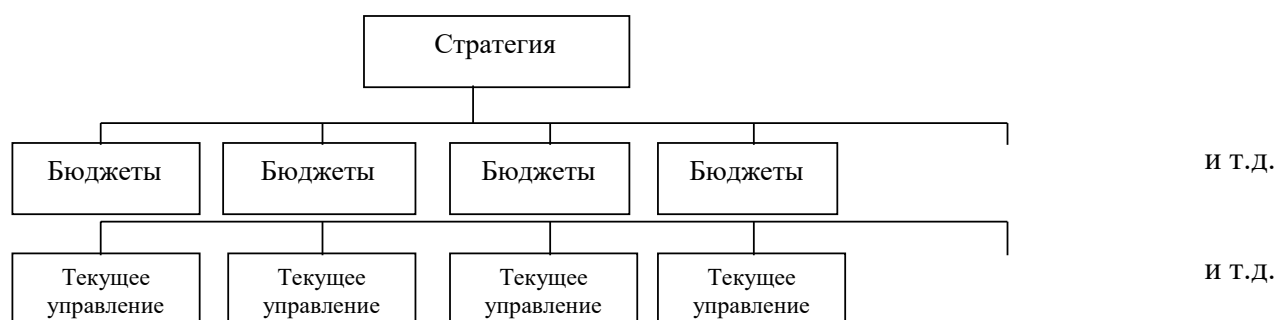 Стратегия
Бюджеты Бюджеты Бюджеты Бюджеты и т.д.
Текущее управление Текущее управление Текущее управление Текущее управление и т.д.